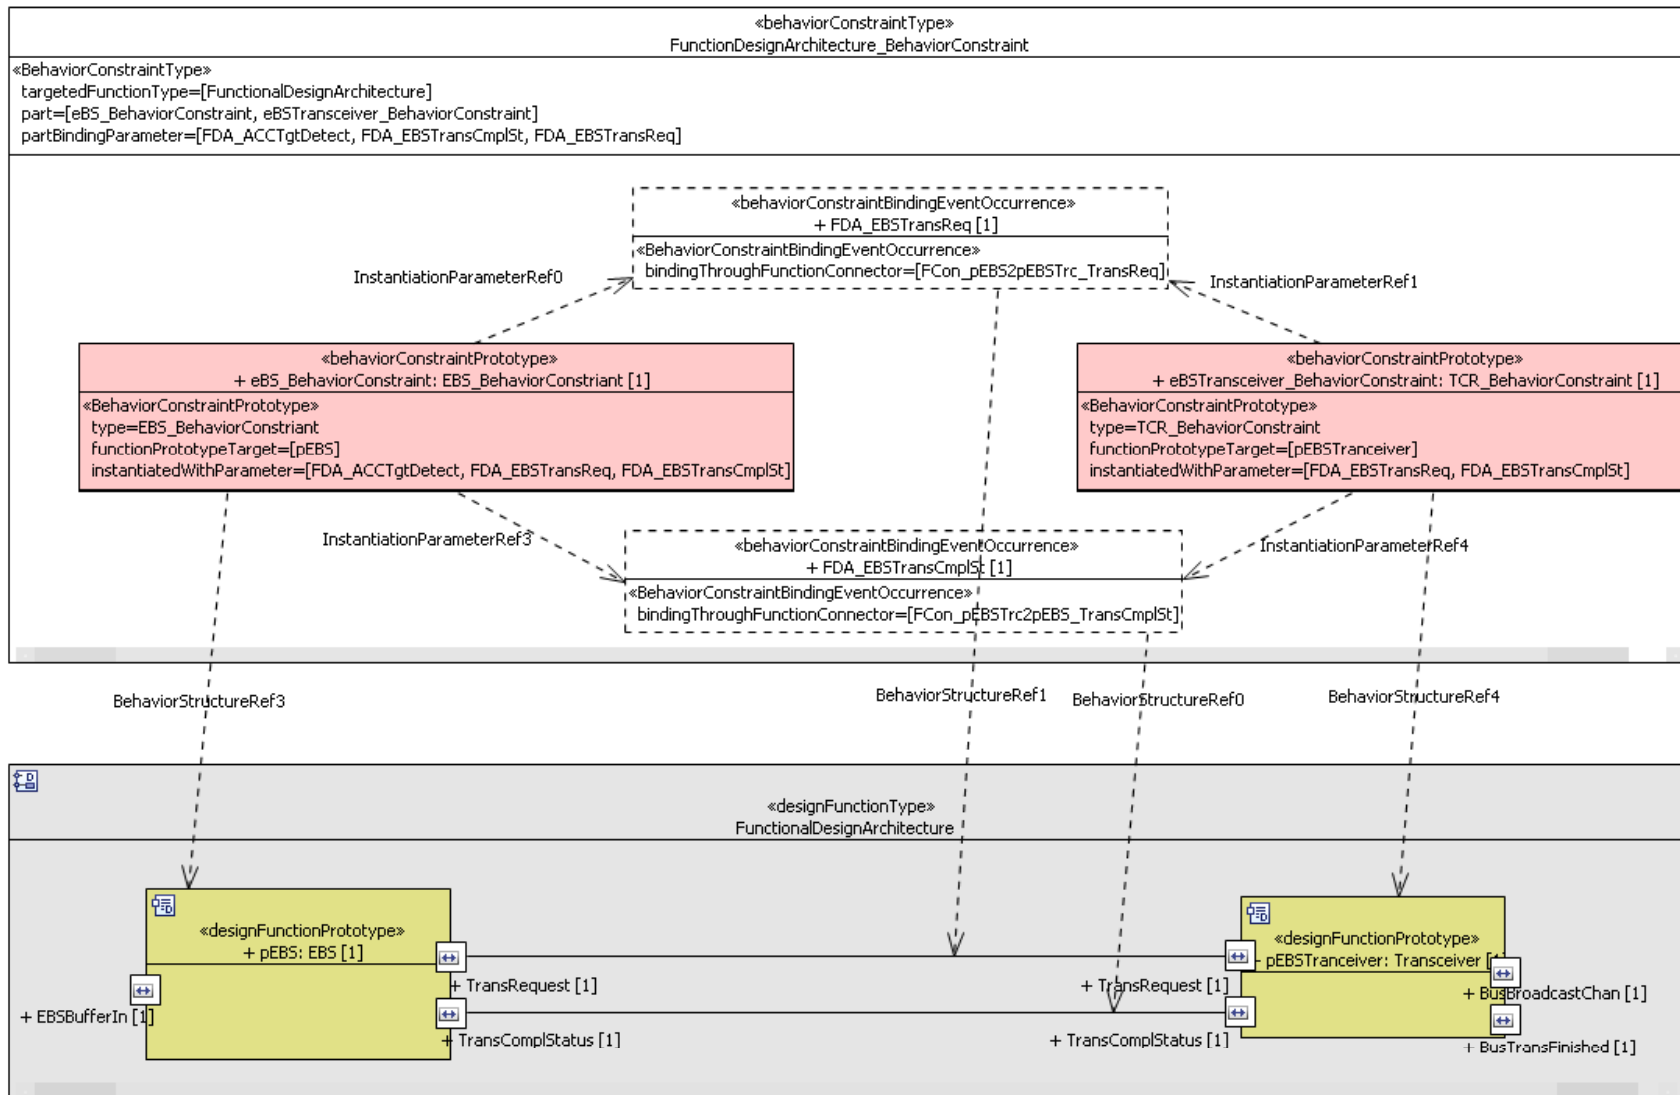 «behaviorConstraintType»
FunctionDesignArchitecture_BehaviorConstraint
«BehaviorConstraintType»
targetedFunctionType=[FunctionalDesignArchitecture]
part=[eBS_BehaviorConstraint, eBSTransceiver_BehaviorConstraint]
partBindingParameter=[FDA_ACCTgtDetect, FDA_EBSTransCmplSt, FDA_EBSTransReq]
«behaviorConstraintBindingEventOccurrence»
+ FDA_EBSTransReq [1]
«BehaviorConstraintBindingEventOccurrence»
bindingThroughFunctionConnector=[FCon_pEBS2pEBSTrc_TransReq]
InstantiationParameterRef0
InstantiationParameterRef1
«behaviorConstraintPrototype»
+ eBS_BehaviorConstraint: EBS_BehaviorConstriant [1]
«BehaviorConstraintPrototype»
type=EBS_BehaviorConstriant
functionPrototypeTarget=[pEBS]
instantiatedWithParameter=[FDA_ACCTgtDetect, FDA_EBSTransReq, FDA_EBSTransCmplSt]
«behaviorConstraintPrototype»
+ eBSTransceiver_BehaviorConstraint: TCR_BehaviorConstraint [1]
«BehaviorConstraintPrototype»
type=TCR_BehaviorConstraint
functionPrototypeTarget=[pEBSTranceiver]
instantiatedWithParameter=[FDA_EBSTransReq, FDA_EBSTransCmplSt]
InstantiationParameterRef3
InstantiationParameterRef4
«behaviorConstraintBindingEventOccurrence»
+ FDA_EBSTransCmplSt [1]
«BehaviorConstraintBindingEventOccurrence»
bindingThroughFunctionConnector=[FCon_pEBSTrc2pEBS_TransCmplSt]
BehaviorStructureRef3
BehaviorStructureRef1
BehaviorStructureRef0
BehaviorStructureRef4
«designFunctionType»
FunctionalDesignArchitecture
«designFunctionPrototype»
+ pEBS: EBS [1]
«designFunctionPrototype»
- pEBSTranceiver: Transceiver [1
+ EBSBufferIn [1]
+ TransRequest [1]
+ TransRequest [1]
+ BusBroadcastChan [1]
+ TransComplStatus [1]
+ TransComplStatus [1]
+ BusTransFinished [1]